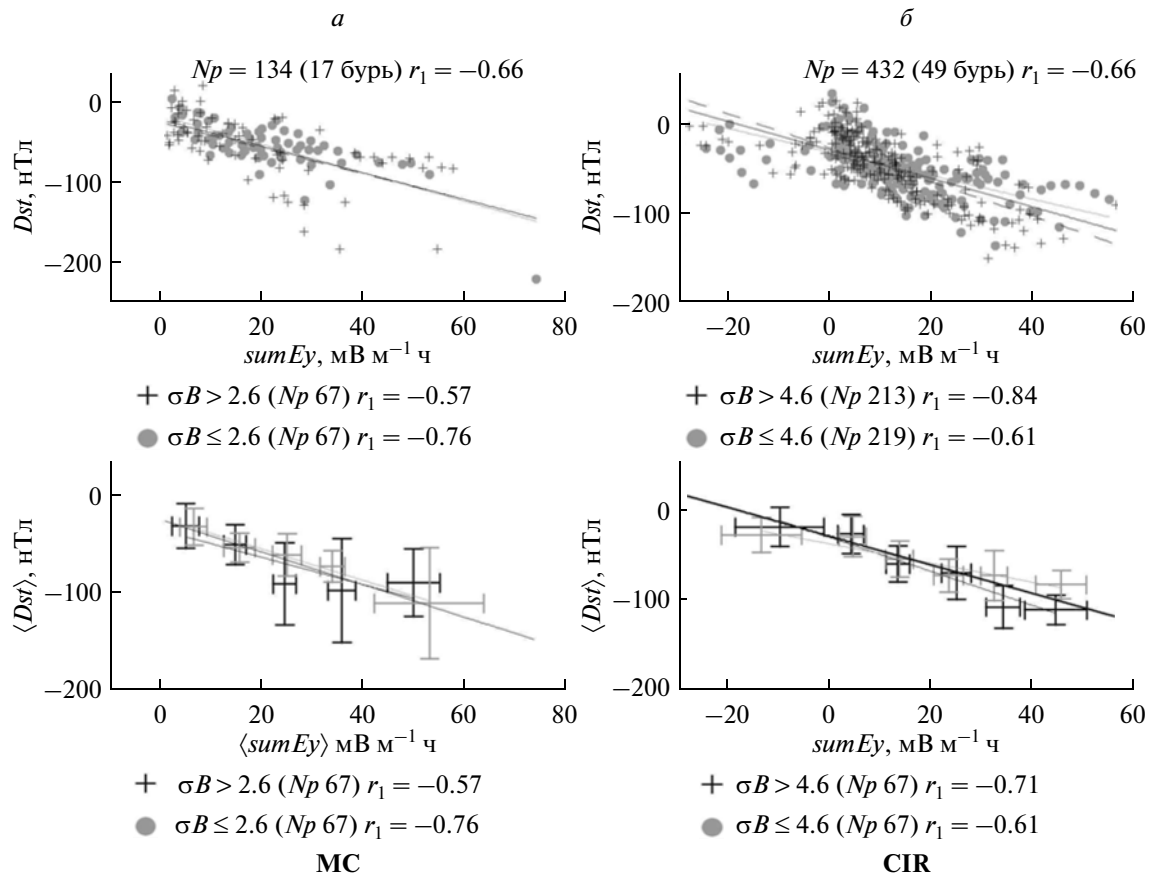 а
Np = 134 (17 бурь) r₁ = −0.66
Dst, нТл
0
−100
−200
0 20 40 60 80
sumEy, мВ м⁻¹ ч
+ σB > 2.6 (Np 67) r₁ = −0.57
● σB ≤ 2.6 (Np 67) r₁ = −0.76
⟨Dst⟩, нТл
0
−100
−200
0 20 40 60 80
⟨sumEy⟩ мВ м⁻¹ ч
+ σB > 2.6 (Np 67) r₁ = −0.57
● σB ≤ 2.6 (Np 67) r₁ = −0.76
MC
б
Np = 432 (49 бурь) r₁ = −0.66
Dst, нТл
0
−100
−200
−20 0 20 40 60
sumEy, мВ м⁻¹ ч
+ σB > 4.6 (Np 213) r₁ = −0.84
● σB ≤ 4.6 (Np 219) r₁ = −0.61
⟨Dst⟩, нТл
0
−100
−200
−20 0 20 40 60
sumEy, мВ м⁻¹ ч
+ σB > 4.6 (Np 67) r₁ = −0.71
● σB ≤ 4.6 (Np 67) r₁ = −0.61
CIR